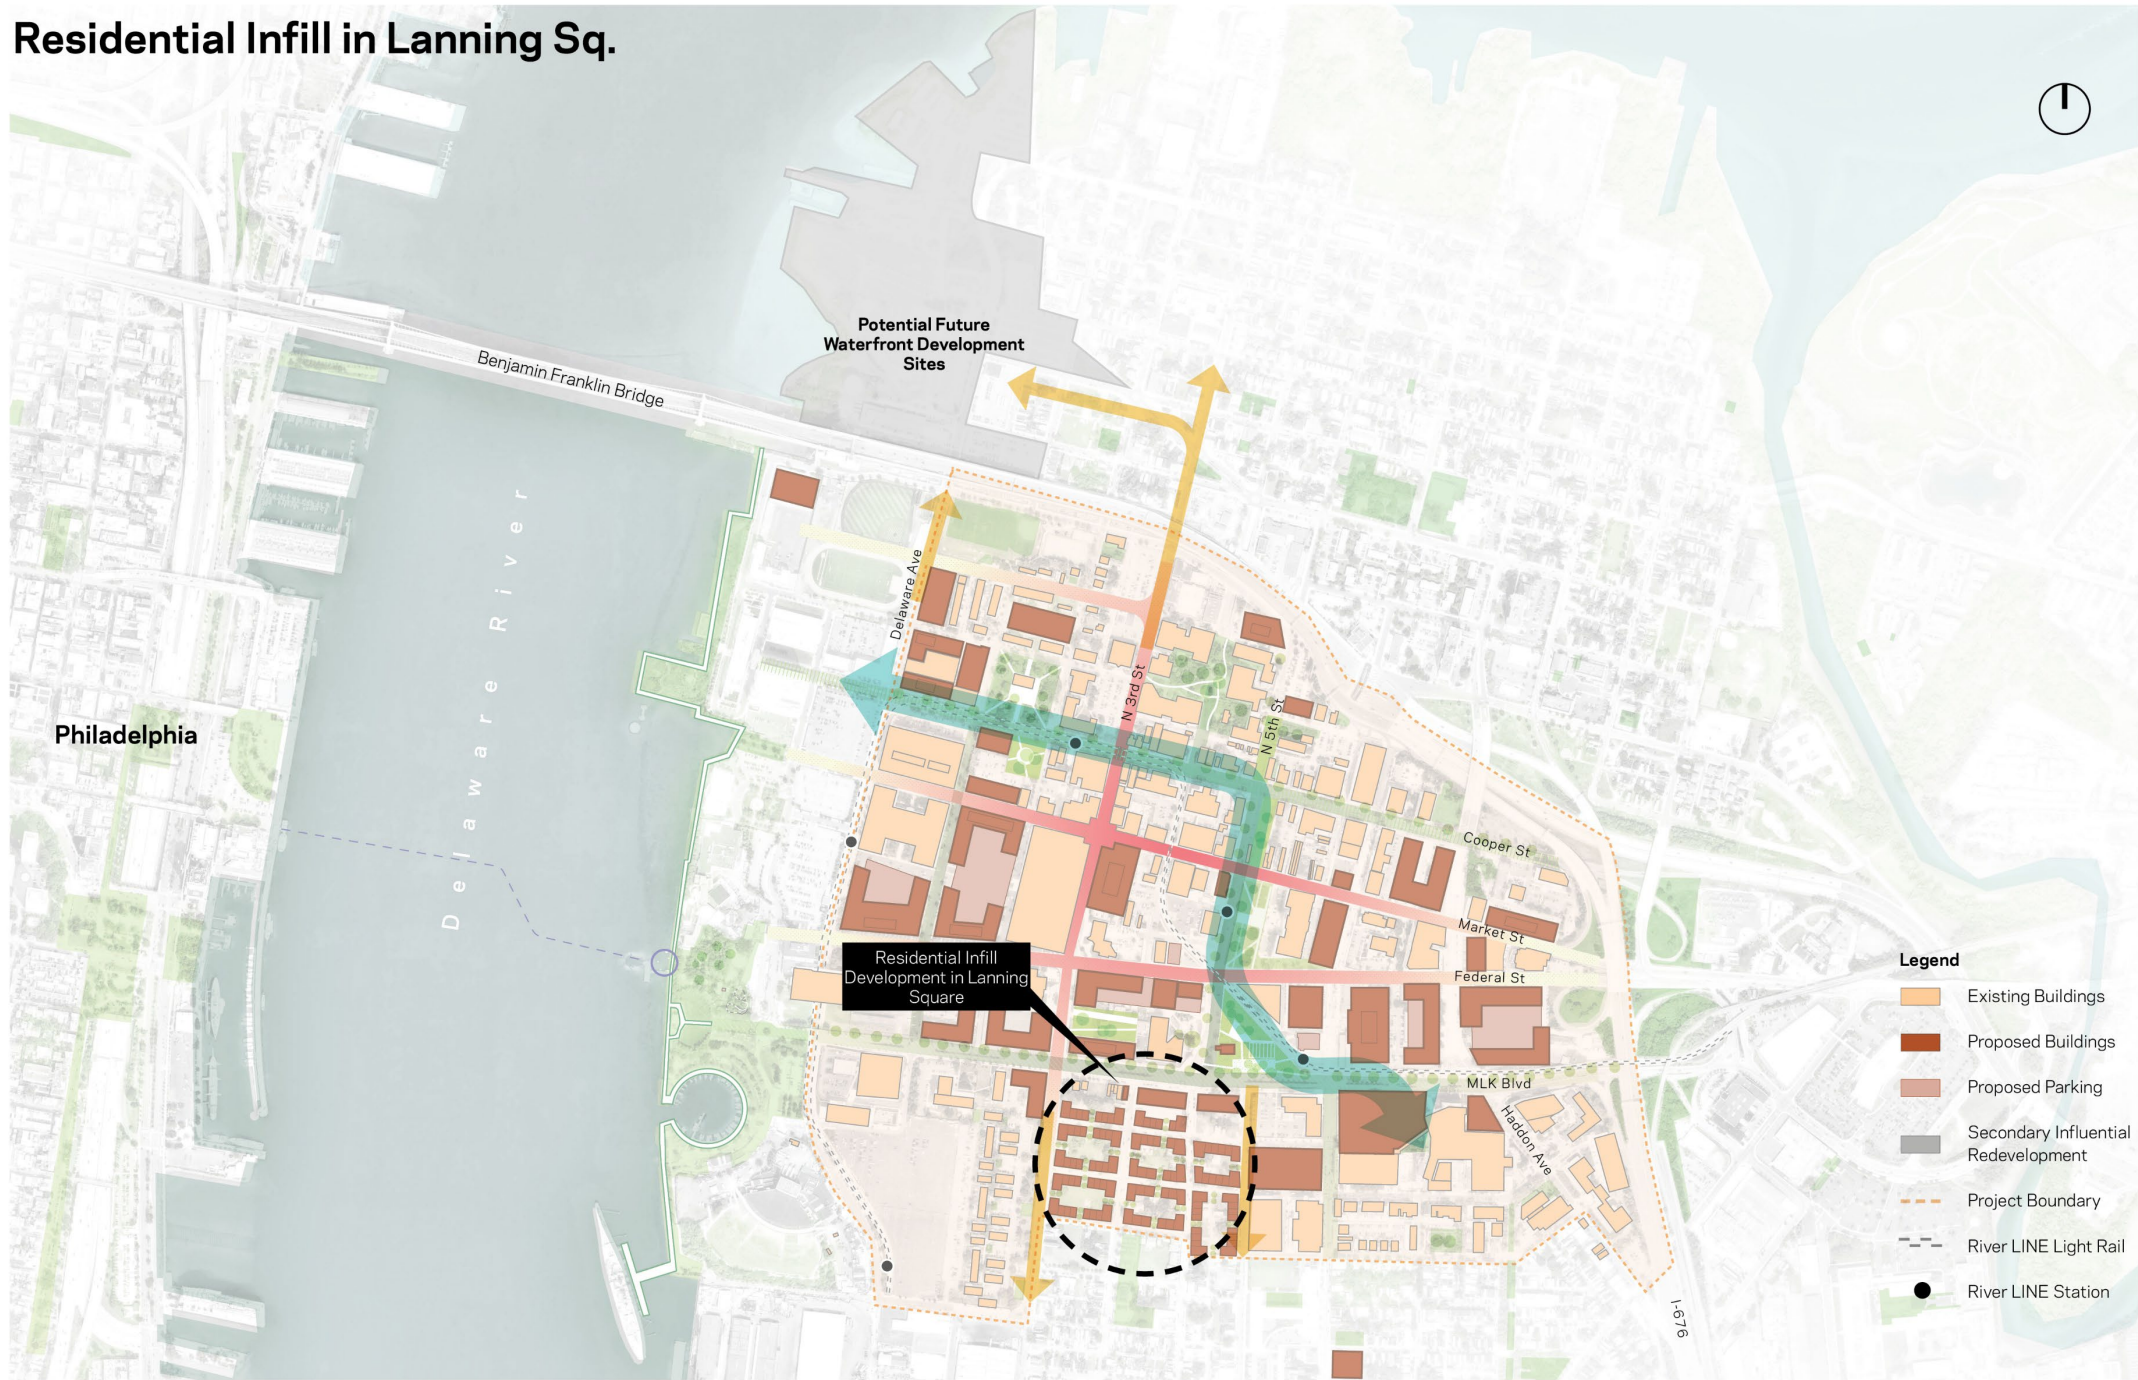 Residential Infill in Lanning Sq.
Potential Future
Waterfront Development
Sites
Benjamin Franklin Bridge
Delaware River
Delaware Ave
Philadelphia
N 3rd St
N 5th St
Cooper St
Market St
Federal St
Residential Infill
Development in Lanning
Square
MLK Blvd
Haddon Ave
I-676
Legend
Existing Buildings
Proposed Buildings
Proposed Parking
Secondary Influential
Redevelopment
Project Boundary
River LINE Light Rail
River LINE Station